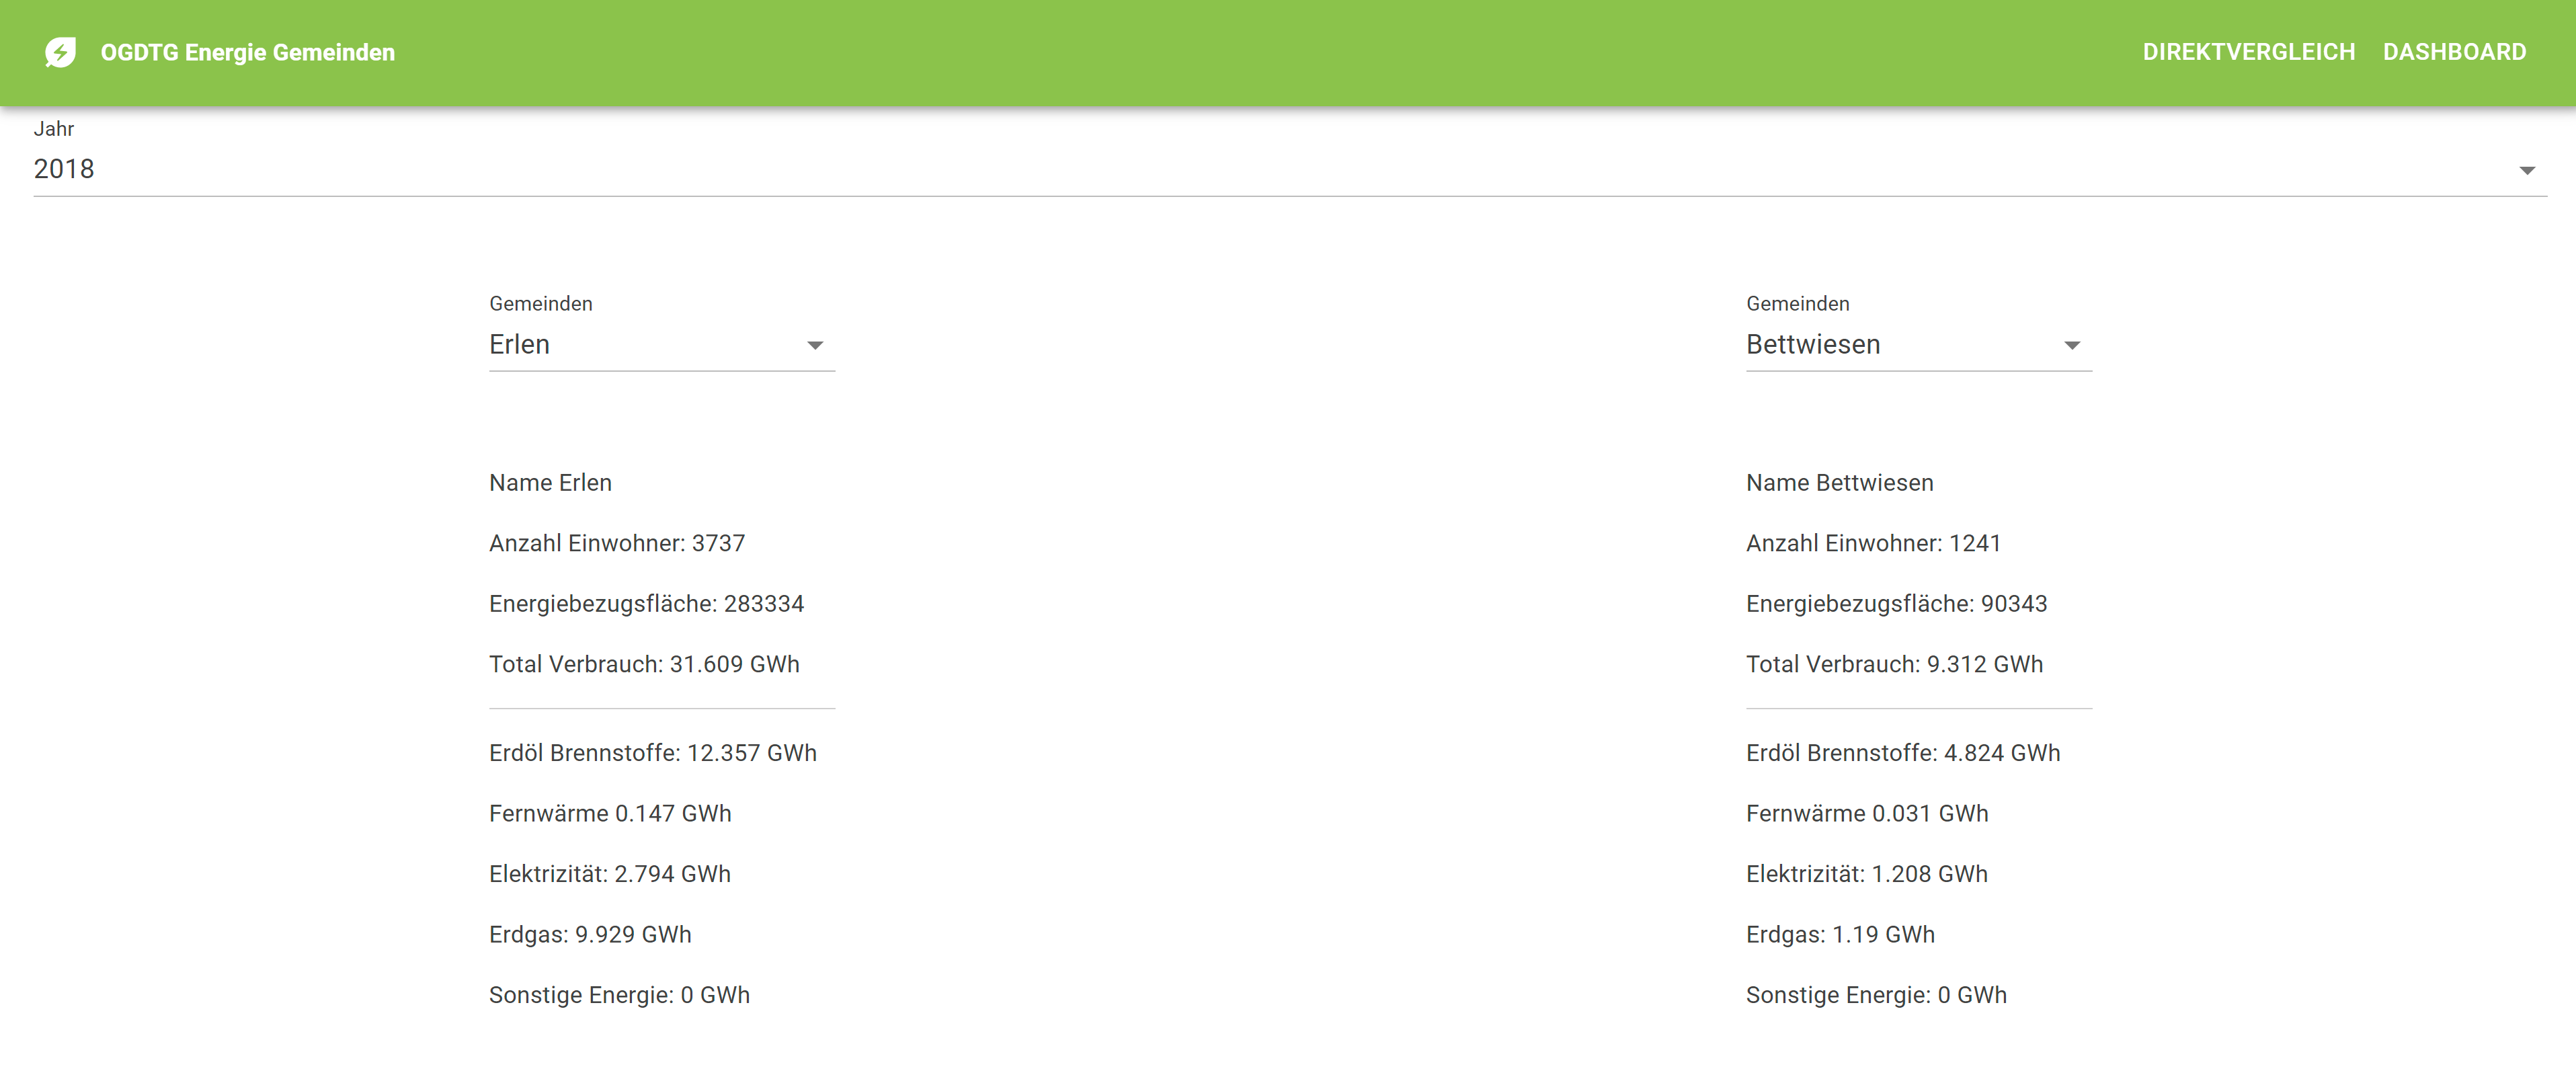 OGDTG Energie Gemeinden
DIREKTVERGLEICH DASHBOARD
Jahr
2018
Gemeinden
Erlen
Name Erlen
Anzahl Einwohner: 3737
Energiebezugsfläche: 283334
Total Verbrauch: 31.609 GWh
Erdöl Brennstoffe: 12.357 GWh
Fernwärme 0.147 GWh
Elektrizität: 2.794 GWh
Erdgas: 9.929 GWh
Sonstige Energie: 0 GWh
Gemeinden
Bettwiesen
Name Bettwiesen
Anzahl Einwohner: 1241
Energiebezugsfläche: 90343
Total Verbrauch: 9.312 GWh
Erdöl Brennstoffe: 4.824 GWh
Fernwärme 0.031 GWh
Elektrizität: 1.208 GWh
Erdgas: 1.19 GWh
Sonstige Energie: 0 GWh